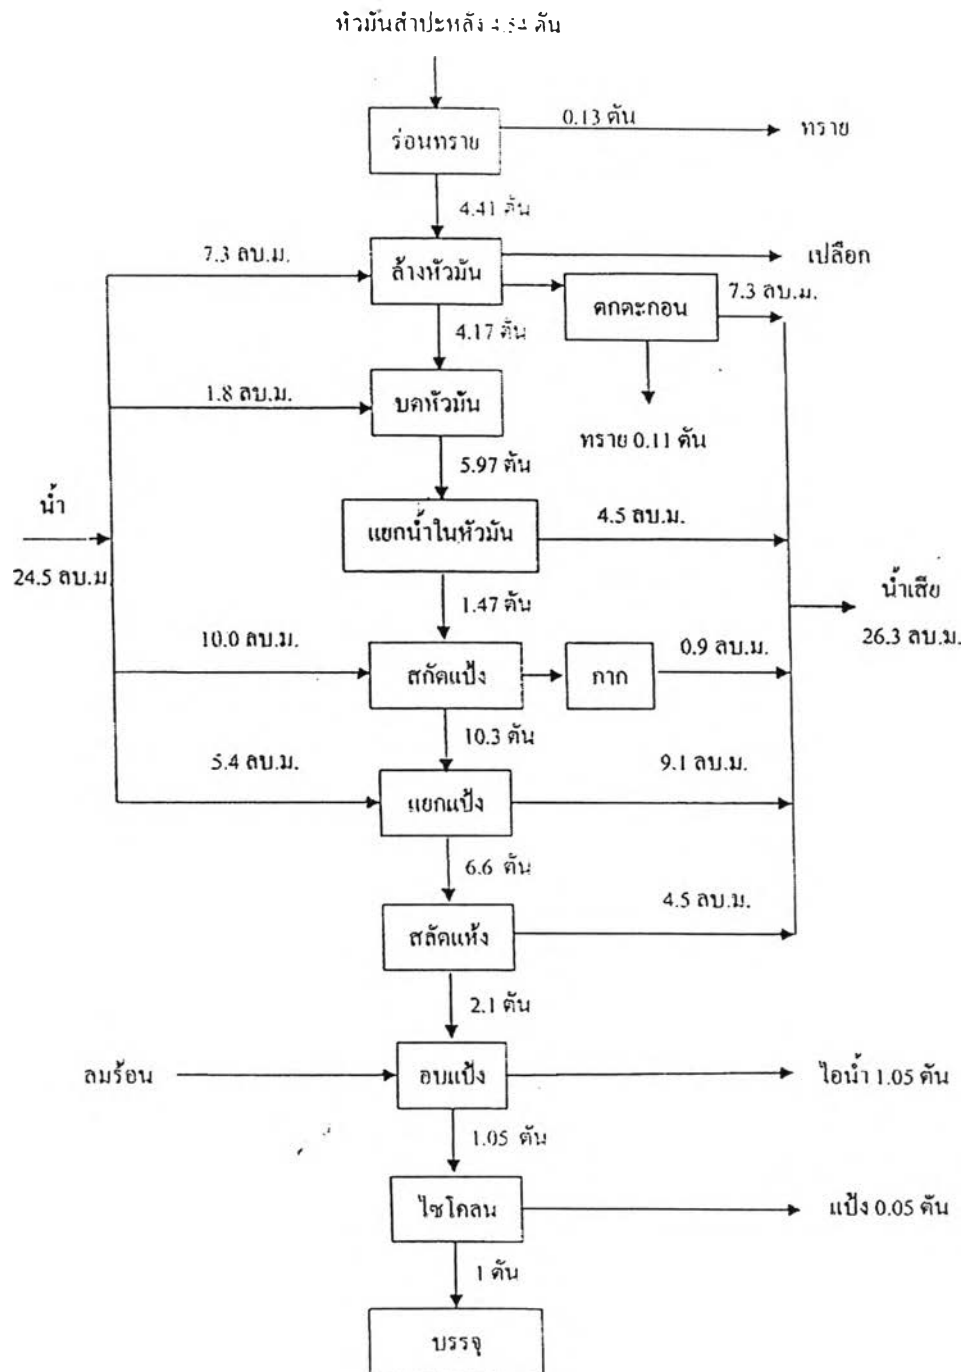 หัวมันสำปะหลัง 4.54 ตัน
0.13 ตัน
ทราย
ร่อนทราย
4.41 ตัน
7.3 ลบ.ม.
ล้างหัวมัน
เปลือก
ตกตะกอน
7.3 ลบ.ม.
4.17 ตัน
1.8 ลบ.ม.
บดหัวมัน
ทราย 0.11 ตัน
5.97 ตัน
น้ำ
24.5 ลบ.ม.
แยกน้ำในหัวมัน
4.5 ลบ.ม.
1.47 ตัน
น้ำเสีย
26.3 ลบ.ม.
10.0 ลบ.ม.
สกัดแป้ง
กาก
0.9 ลบ.ม.
10.3 ตัน
5.4 ลบ.ม.
แยกแป้ง
9.1 ลบ.ม.
6.6 ตัน
สลัดแห้ง
4.5 ลบ.ม.
2.1 ตัน
ลมร้อน
อบแป้ง
ไอน้ำ 1.05 ตัน
1.05 ตัน
ไซโคลน
แป้ง 0.05 ตัน
1 ตัน
บรรจุ